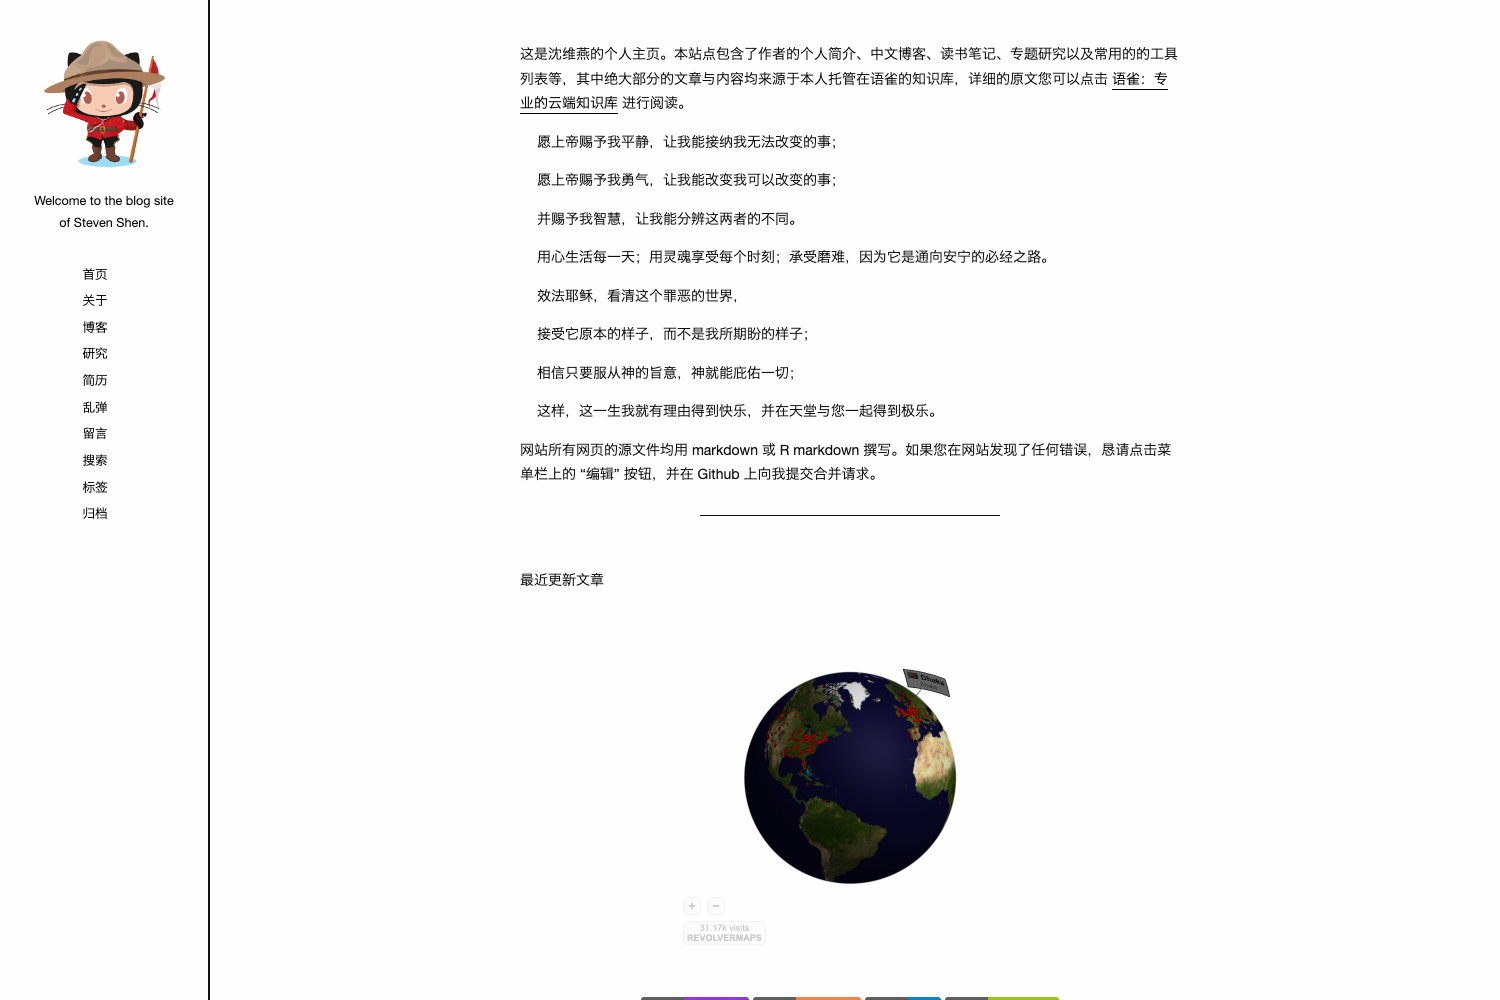 Welcome to the blog site
of Steven Shen.
首页
关于
博客
研究
简历
乱弹
留言
搜索
标签
归档
这是沈维燕的个人主页。本站点包含了作者的个人简介、中文博客、读书笔记、专题研究以及常用的的工具
列表等，其中绝大部分的文章与内容均来源于本人托管在语雀的知识库，详细的原文您可以点击 语雀：专
业的云端知识库 进行阅读。
愿上帝赐予我平静，让我能接纳我无法改变的事；
愿上帝赐予我勇气，让我能改变我可以改变的事；
并赐予我智慧，让我能分辨这两者的不同。
用心生活每一天；用灵魂享受每个时刻；承受磨难，因为它是通向安宁的必经之路。
效法耶稣，看清这个罪恶的世界，
接受它原本的样子，而不是我所期盼的样子；
相信只要服从神的旨意，神就能庇佑一切；
这样，这一生我就有理由得到快乐，并在天堂与您一起得到极乐。
网站所有网页的源文件均用 markdown 或 R markdown 撰写。如果您在网站发现了任何错误，恳请点击菜
单栏上的 “编辑” 按钮，并在 Github 上向我提交合并请求。
最近更新文章
Dhaka
+ −
31.17k visits
REVOLVERMAPS